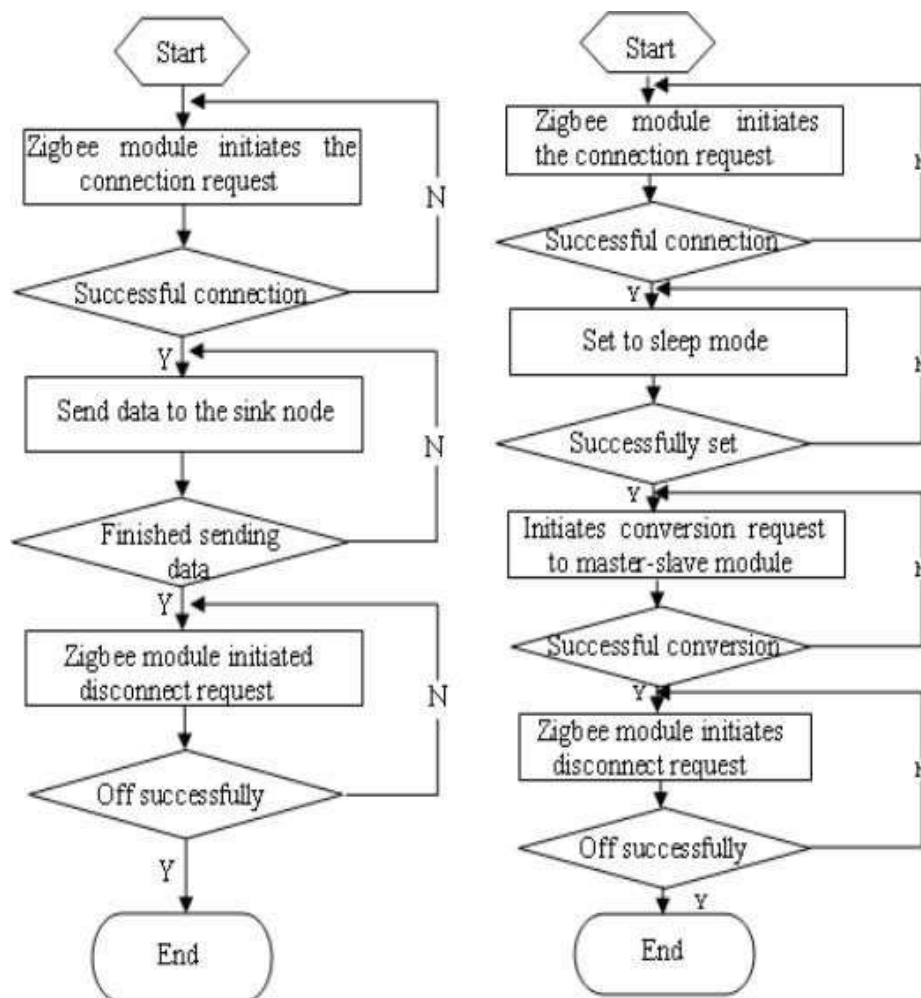 Start
Zigbee module initiates the
connection request
N
Successful connection
Y
Send data to the sink node
N
Finished sending
data
Y
Zigbee module initiated
disconnect request
N
Off successfully
Y
End
Start
Zigbee module initiates
the connection request
Successful connection
Y
Set to sleep mode
Successfully set
Y
Initiates conversion request
to master-slave module
Successful conversion
Y
Zigbee module initiates
disconnect request
Off successfully
Y
End